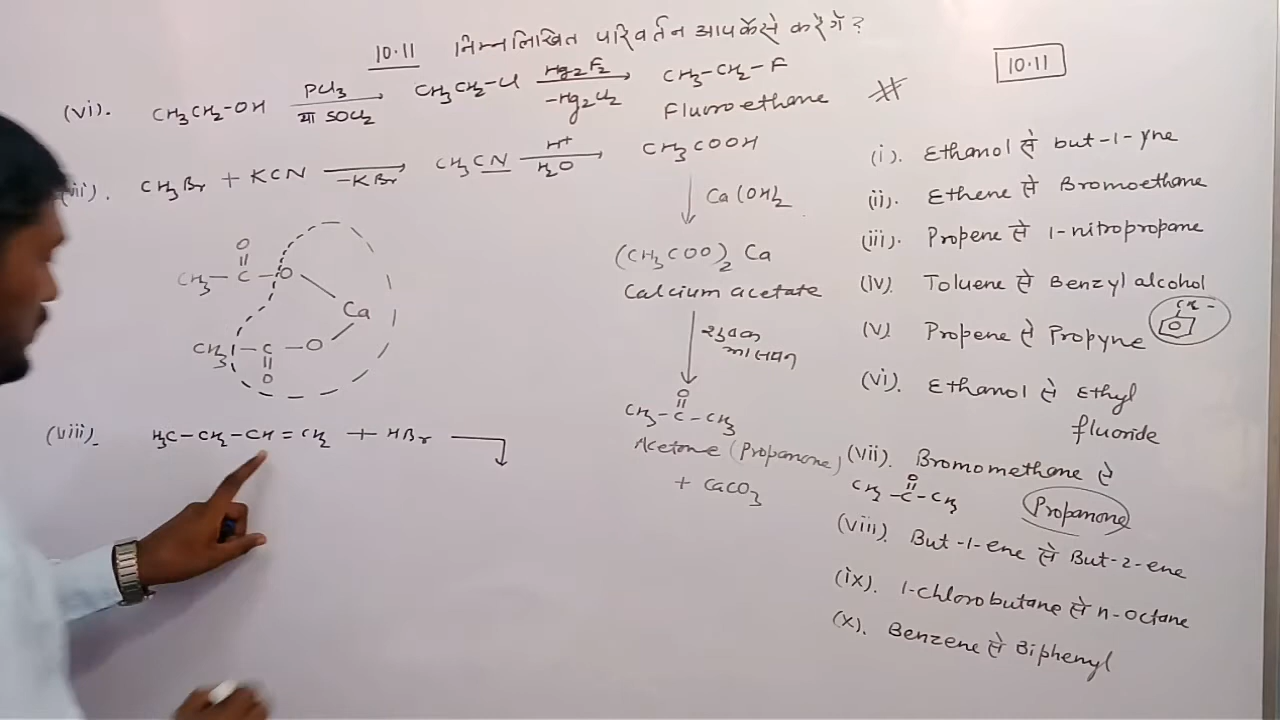 10.11 निम्नलिखित परिवर्तन आप कैसे करेंगे?
10.11
(vi). CH3CH2-OH PCl3 या SOCl2 CH3CH2-Cl Hg2F2 -Hg2Cl2 CH3-CH2-F
Fluoroethane
CH3Br + KCN -KBr CH3CN H+ H2O CH3COOH
Ca(OH)2
(CH3COO)2 Ca
Calcium acetate
शुष्क
आसवन
O
||
CH3-C-CH3
Acetone (Propanone)
+ CaCO3
O
||
CH3-C-O
Ca
CH3-C-O
||
O
(viii). H3C-CH2-CH=CH2 + HBr
(i). Ethanol से but-1-yne
(ii). Ethene से Bromoethane
(iii). Propene से 1-nitropropane
(iv). Toluene से Benzyl alcohol
(v). Propene से Propyne
(vi). Ethanol से Ethyl
fluoride
(vii). Bromomethane से
O
||
CH3-C-CH3
Propanone
(viii). But-1-ene से But-2-ene
(ix). 1-chlorobutane से n-octane
(x). Benzene से Biphenyl